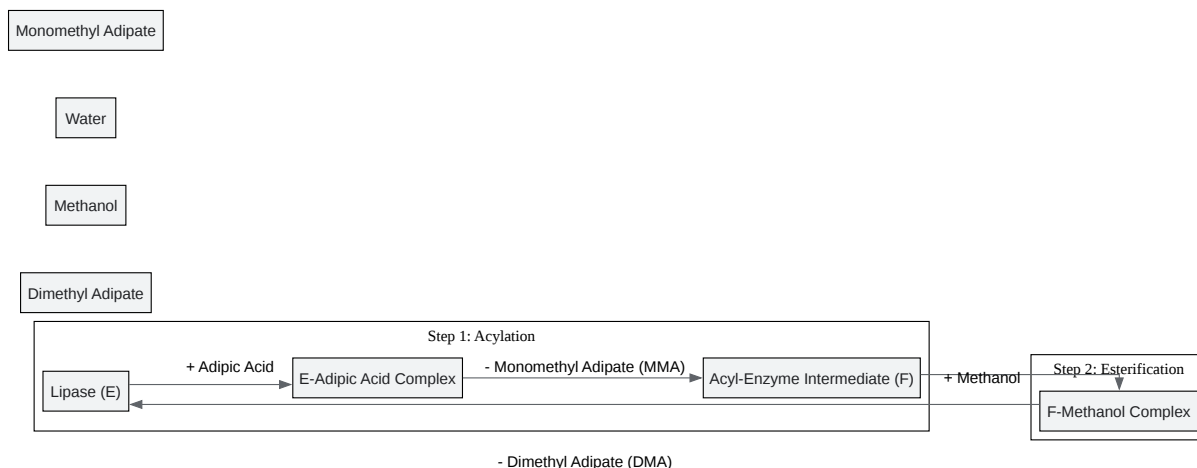 Monomethyl Adipate
Water
Methanol
Dimethyl Adipate
Step 1: Acylation
+ Adipic Acid
- Monomethyl Adipate (MMA)
Lipase (E)
E-Adipic Acid Complex
Acyl-Enzyme Intermediate (F)
+ Methanol
Step 2: Esterification
F-Methanol Complex
- Dimethyl Adipate (DMA)